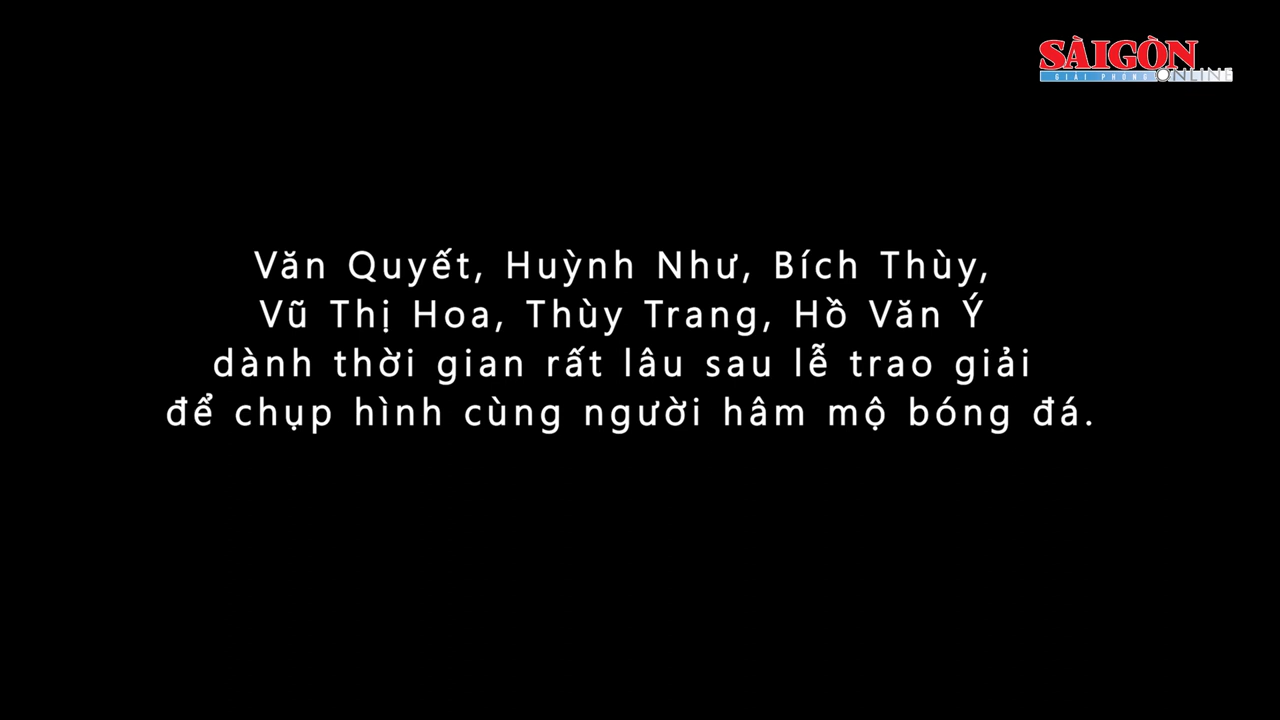 SÀIGÒN
GIẢI PHÓNG ONLINE
Văn Quyết, Huỳnh Như, Bích Thùy,
Vũ Thị Hoa, Thùy Trang, Hồ Văn Ý
dành thời gian rất lâu sau lễ trao giải
để chụp hình cùng người hâm mộ bóng đá.